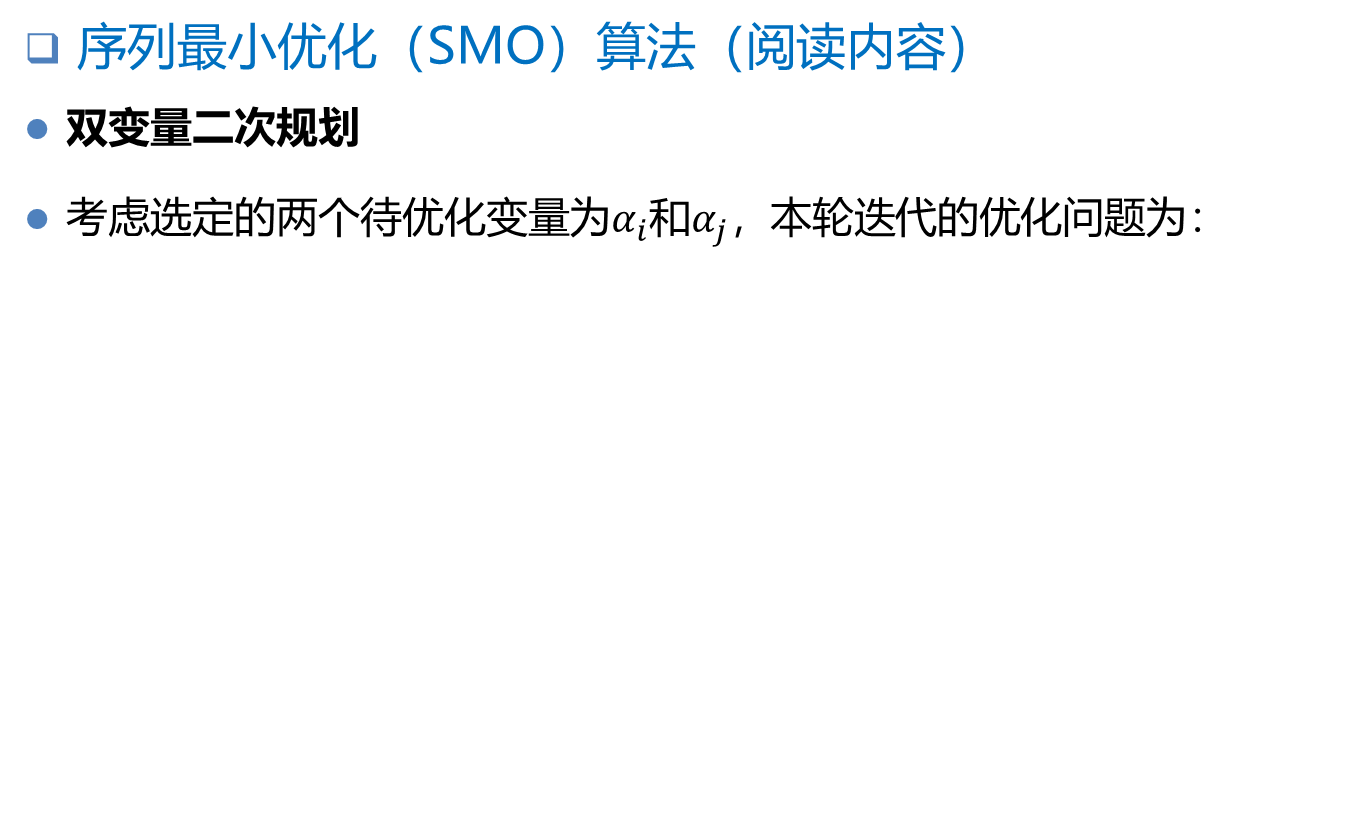 序列最小优化（SMO）算法（阅读内容）
双变量二次规划
考虑选定的两个待优化变量为𝛼𝑖和𝛼𝑗，本轮迭代的优化问题为：